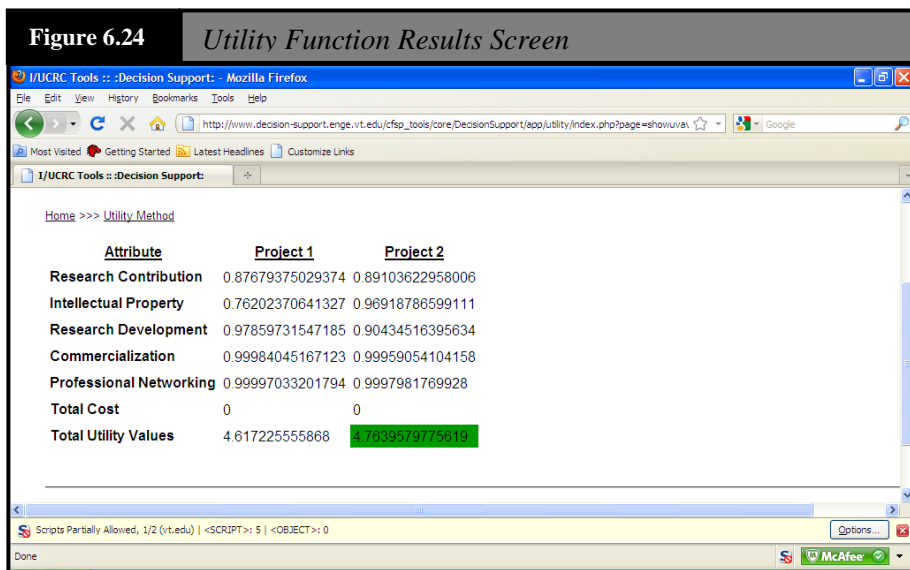 Figure 6.24 Utility Function Results Screen
I/UCRC Tools :: :Decision Support: - Mozilla Firefox
File Edit View History Bookmarks Tools Help
http://www.decision-support.enge.vt.edu/cfsp_tools/core/DecisionSupport/app/utility/index.php?page=showuval Google
Most Visited Getting Started Latest Headlines Customize Links
I/UCRC Tools :: :Decision Support:
Home >>> Utility Method
Attribute Project 1 Project 2
Research Contribution 0.87679375029374 0.89103622958006
Intellectual Property 0.76202370641327 0.96918786599111
Research Development 0.97859731547185 0.90434516395634
Commercialization 0.99984045167123 0.99959054104158
Professional Networking 0.99997033201794 0.9997981769928
Total Cost 0 0
Total Utility Values 4.617225555868 4.7639579775619
Scripts Partially Allowed, 1/2 (vt.edu) | <SCRIPT>: 5 | <OBJECT>: 0 Options...
Done McAfee